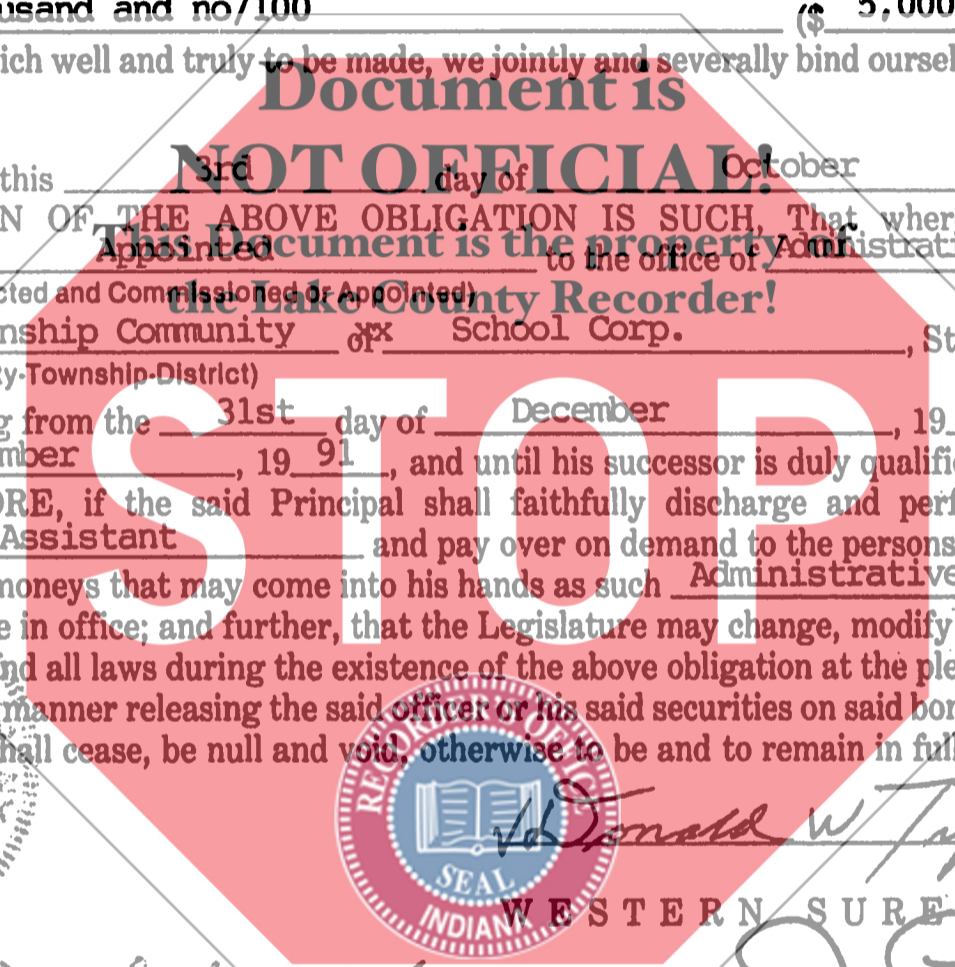 usand and no/100 ($ 5,000
ich well and truly to be made, we jointly and severally bind oursel
Document is
NOT OFFICIAL!
this 3rd day of October
N OF THE ABOVE OBLIGATION IS SUCH, That wher
This Document is the property of
Appointed to the office of Administrati
the Lake County Recorder!
cted and Commissioned or Appointed)
nship Community or School Corp. , St
y-Township-District)
STOP
g from the 31st day of December , 19
mber , 19 91 , and until his successor is duly qualifi
RE, if the said Principal shall faithfully discharge and perf
Assistant and pay over on demand to the persons
moneys that may come into his hands as such Administrative
e in office; and further, that the Legislature may change, modify
nd all laws during the existence of the above obligation at the ple
manner releasing the said officer or his said securities on said bon
hall cease, be null and void, otherwise to be and to remain in full
RECORDER OF
SEAL
INDIANA
Donald W
WESTERN SURE